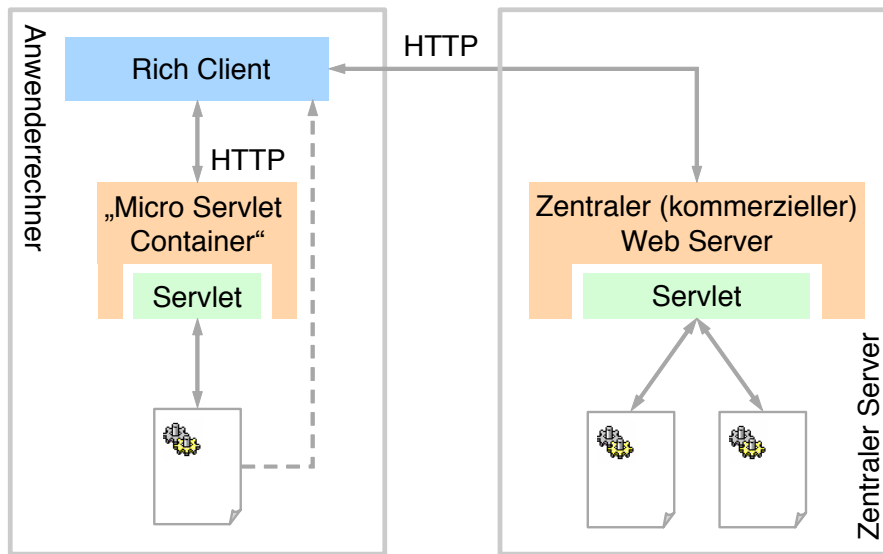 Anwenderrechner
Rich Client
HTTP
HTTP
„Micro Servlet
Container“
Servlet
Zentraler (kommerzieller)
Web Server
Servlet
Zentraler Server